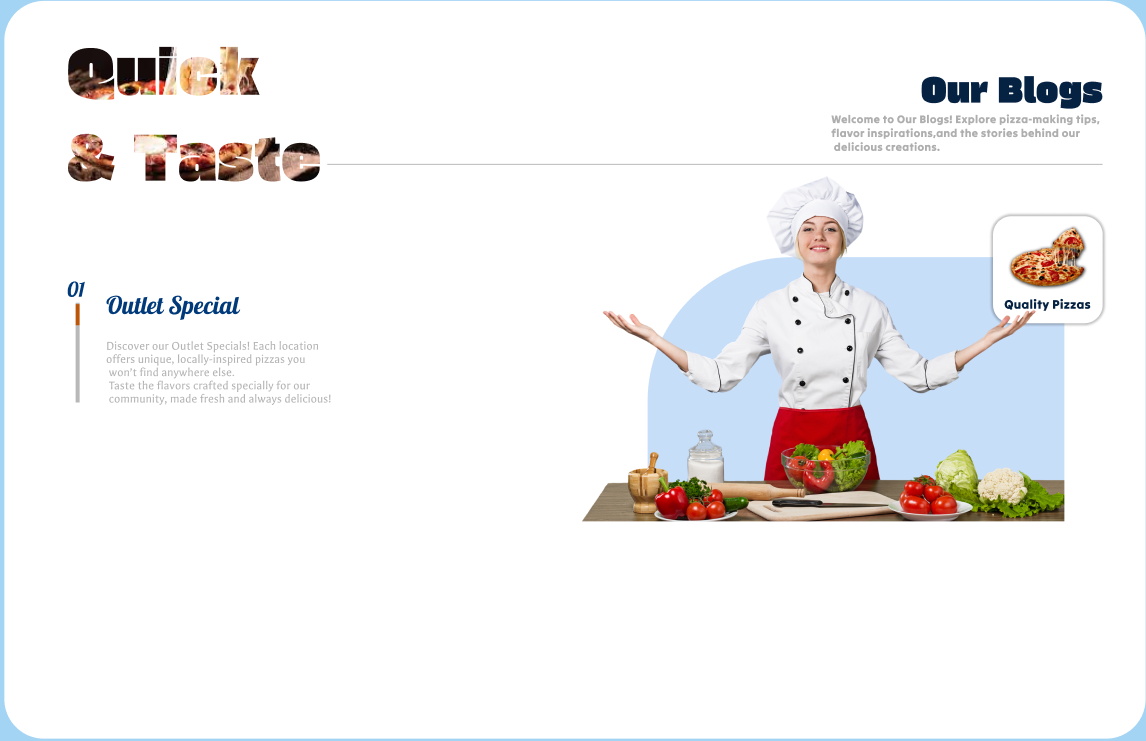 Quick
& Taste
Our Blogs
Welcome to Our Blogs! Explore pizza-making tips,
flavor inspirations,and the stories behind our
delicious creations.
Quality Pizzas
01
Outlet Special
Discover our Outlet Specials! Each location
offers unique, locally-inspired pizzas you
won't find anywhere else.
Taste the flavors crafted specially for our
community, made fresh and always delicious!